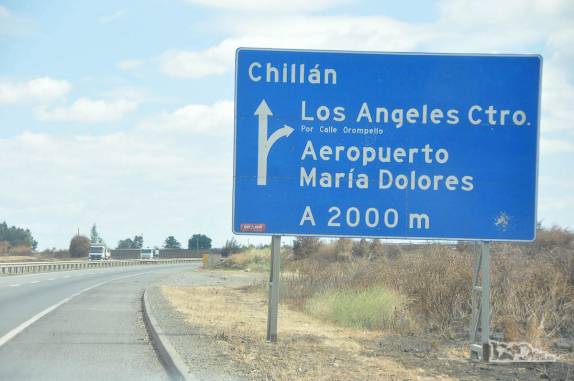 Chillán
Los Angeles Ctro.
Por Calle Orompello
Aeropuerto
María Dolores
A 2000 m